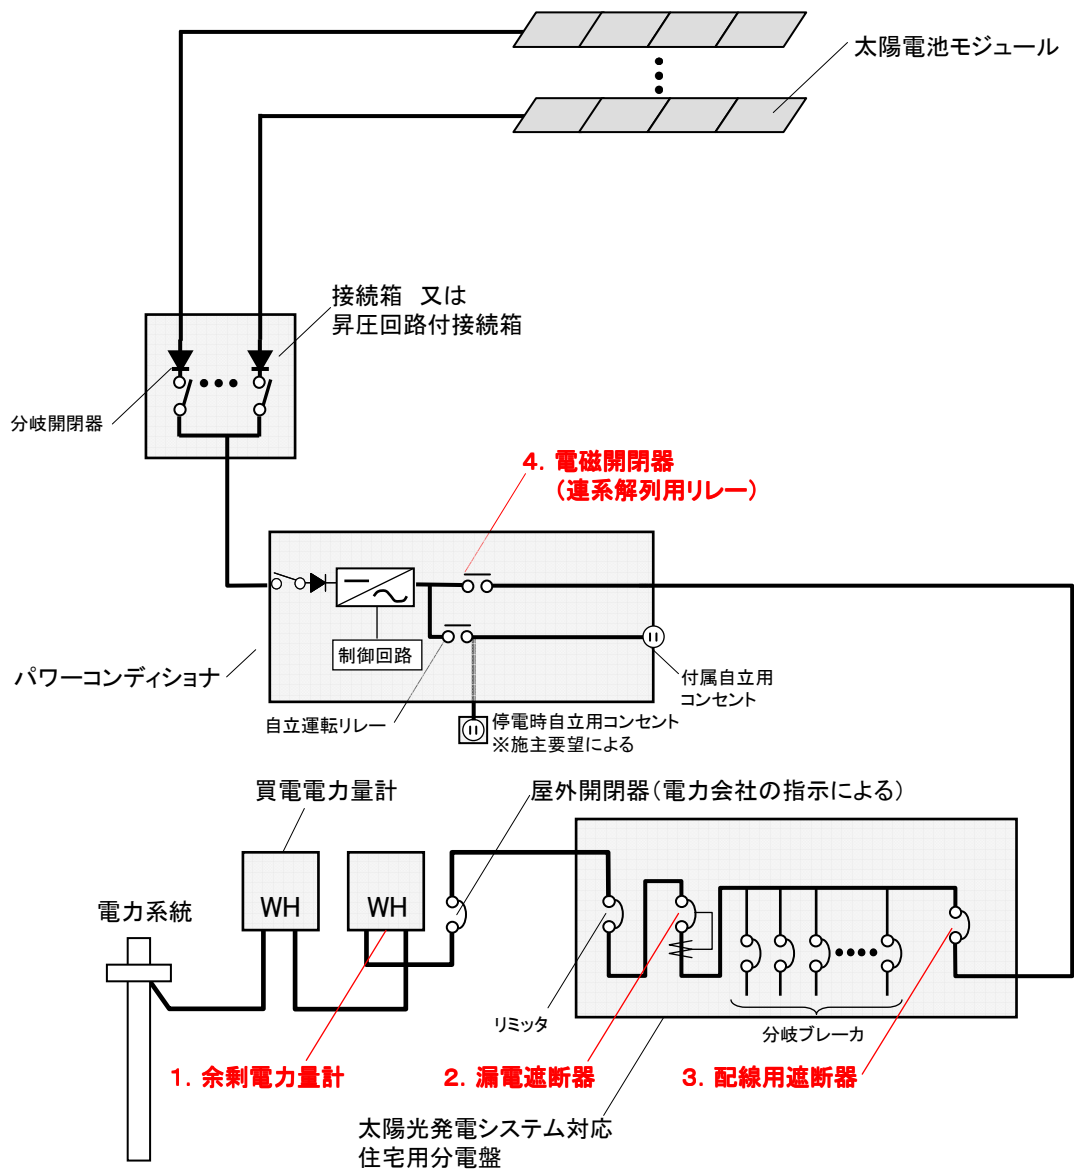 太陽電池モジュール
接続箱　又は
昇圧回路付接続箱
分岐開閉器
4. 電磁開閉器
(連系解列用リレー)
制御回路
パワーコンディショナ
付属自立用
コンセント
自立運転リレー
停電時自立用コンセント
※施主要望による
買電電力量計
屋外開閉器(電力会社の指示による)
WH
WH
電力系統
リミッタ
分岐ブレーカ
1. 余剰電力量計
2. 漏電遮断器
3. 配線用遮断器
太陽光発電システム対応
住宅用分電盤